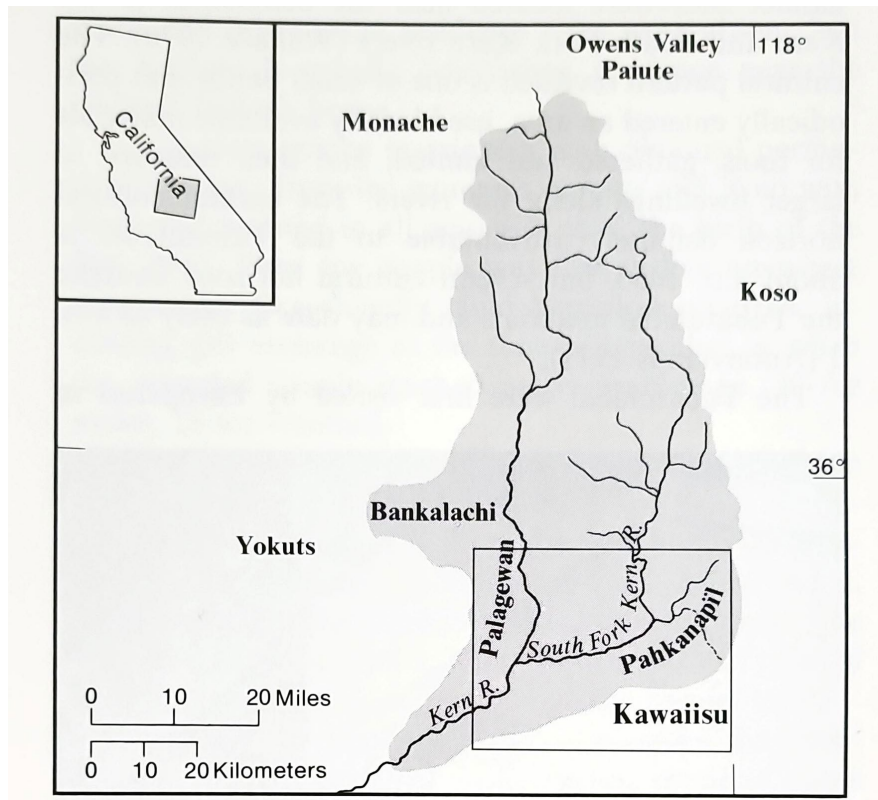 Owens Valley
Paiute
118°
Monache
California
Koso
36°
Bankalachi
Yokuts
Palagewan
South Fork Kern R.
Pahkanapïl
Kern R.
Kawaiisu
0 10 20 Miles
0 10 20 Kilometers